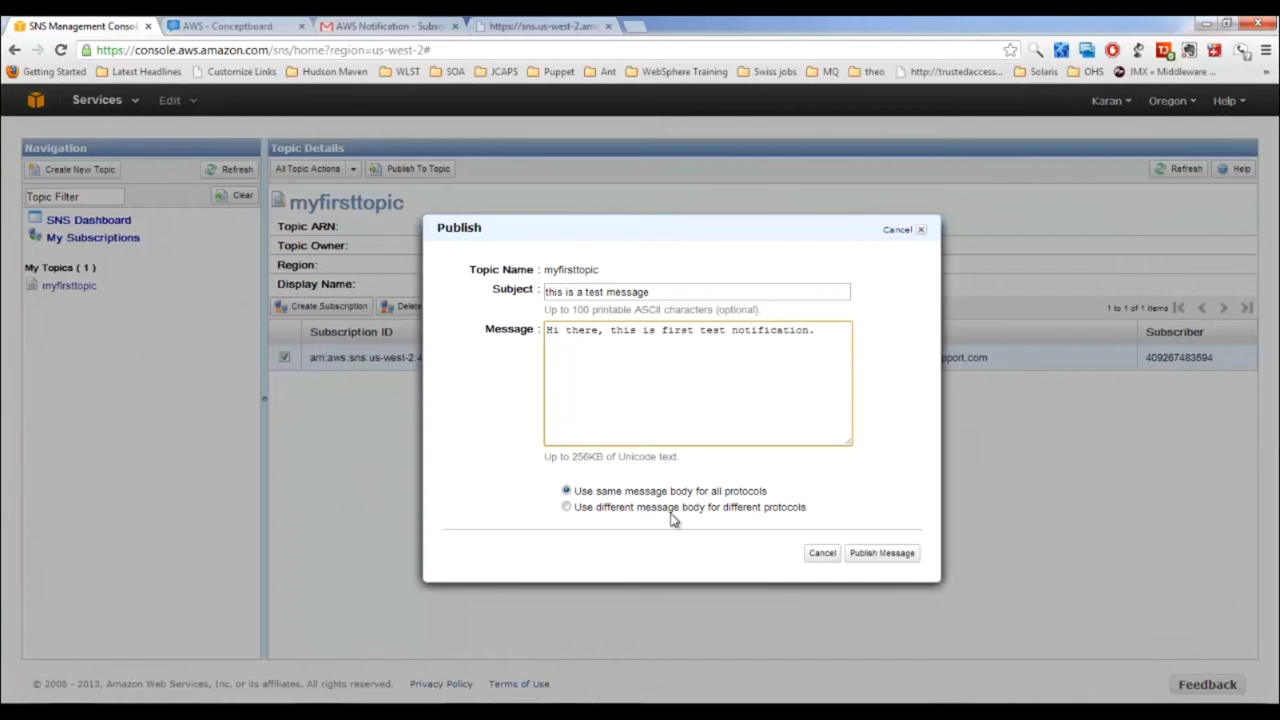 SNS Management Consol
AWS - Conceptboard
AWS Notification - Subsc
https://sns.us-west-2.ama
https://console.aws.amazon.com/sns/home?region=us-west-2#
Getting Started
Latest Headlines
Customize Links
Hudson Maven
WLST
SOA
JCAPS
Puppet
Ant
WebSphere Training
Swiss jobs
MQ
theo
http://trustedaccess...
Solaris
OHS
JMX « Middleware ...
»
Services
Edit
Karan
Oregon
Help
Navigation
Create New Topic
Refresh
Topic Filter
Clear
SNS Dashboard
My Subscriptions
My Topics ( 1 )
myfirsttopic
Topic Details
All Topic Actions
Publish To Topic
Refresh
Help
myfirsttopic
Topic ARN:
Topic Owner:
Region:
Display Name:
Create Subscription
Delete
1 to 1 of 1 items
Subscription ID
Subscriber
arn:aws:sns:us-west-2:4
pport.com
409267483594
Publish
Cancel
Topic Name : myfirsttopic
Subject : this is a test message
Up to 100 printable ASCII characters (optional).
Message : Hi there, this is first test notification.
Up to 256KB of Unicode text.
Use same message body for all protocols
Use different message body for different protocols
Cancel
Publish Message
© 2008 - 2013, Amazon Web Services, Inc. or its affiliates. All rights reserved.
Privacy Policy
Terms of Use
Feedback